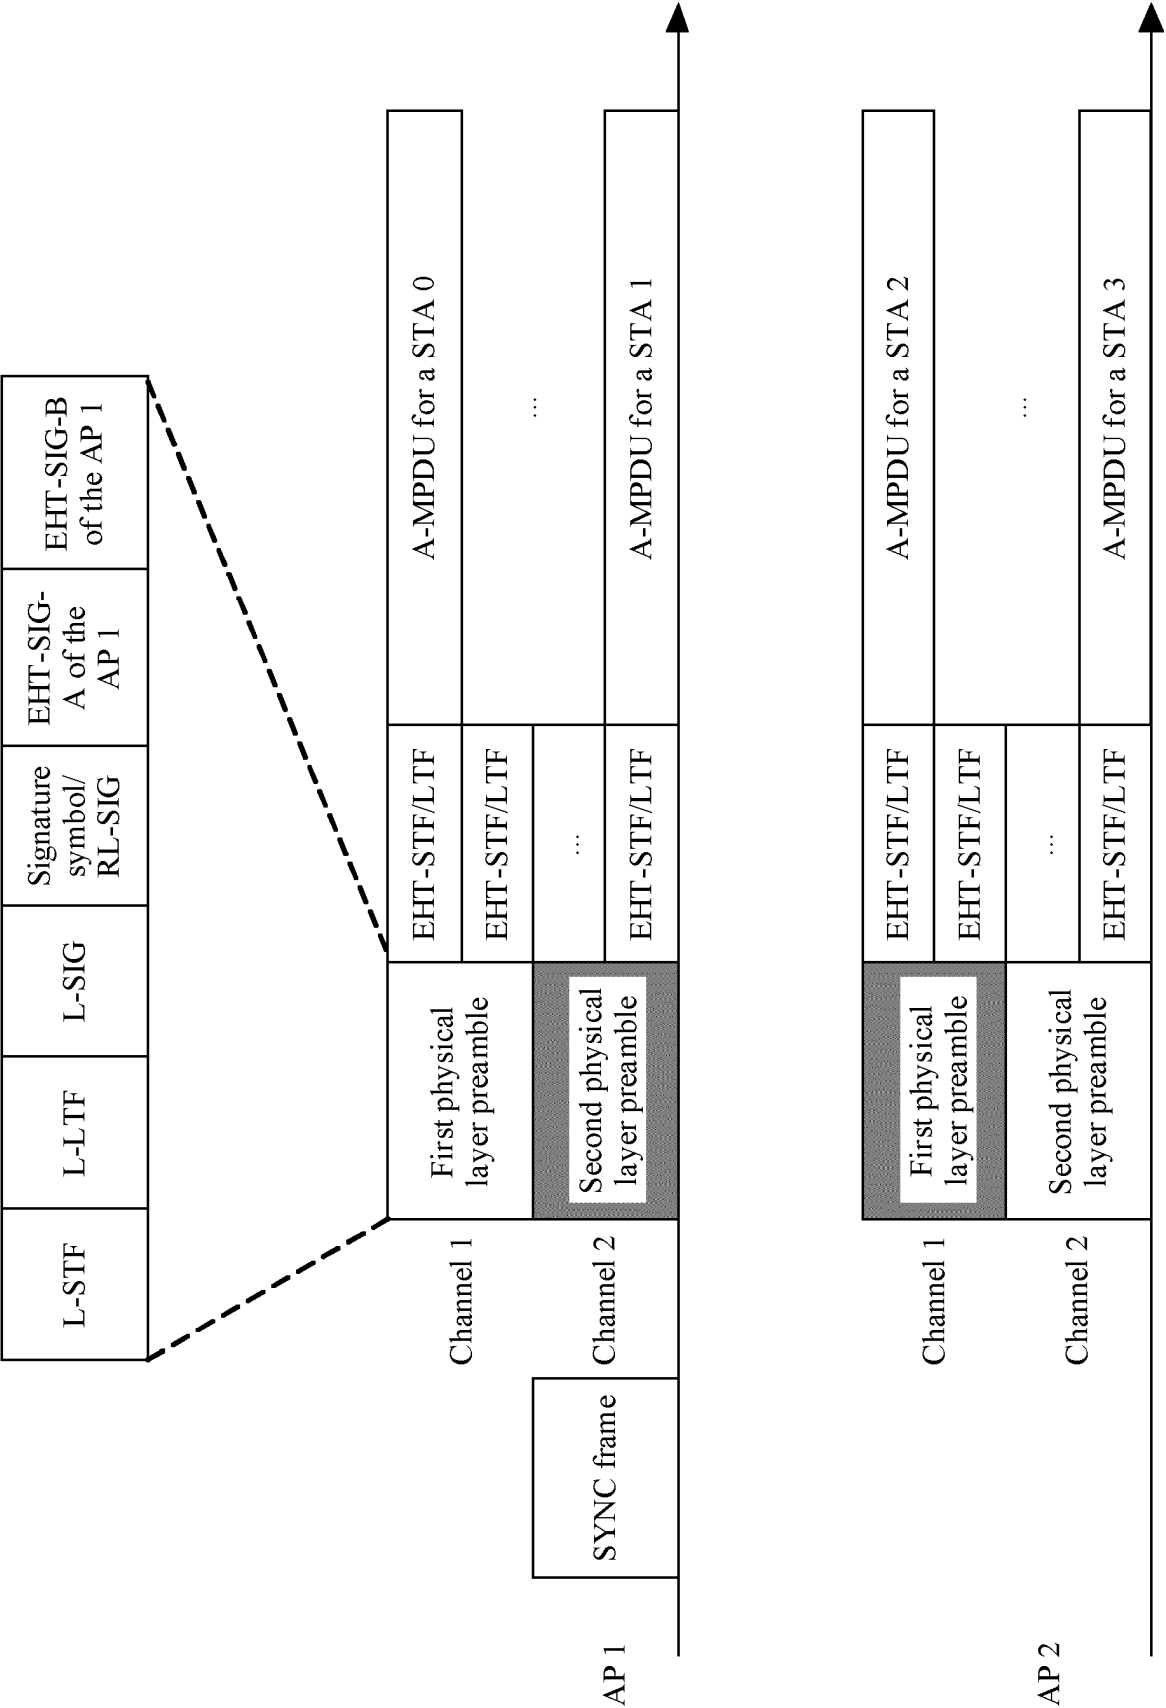 L-STF
L-LTF
L-SIG
Signature
symbol/
RL-SIG
EHT-SIG-
A of the
AP 1
EHT-SIG-B
of the AP 1
Channel 1
First physical
layer preamble
EHT-STF/LTF
A-MPDU for a STA 0
EHT-STF/LTF
...
SYNC frame
Channel 2
Second physical
layer preamble
...
EHT-STF/LTF
A-MPDU for a STA 1
AP 1
Channel 1
First physical
layer preamble
EHT-STF/LTF
A-MPDU for a STA 2
EHT-STF/LTF
...
Channel 2
Second physical
layer preamble
...
EHT-STF/LTF
A-MPDU for a STA 3
AP 2